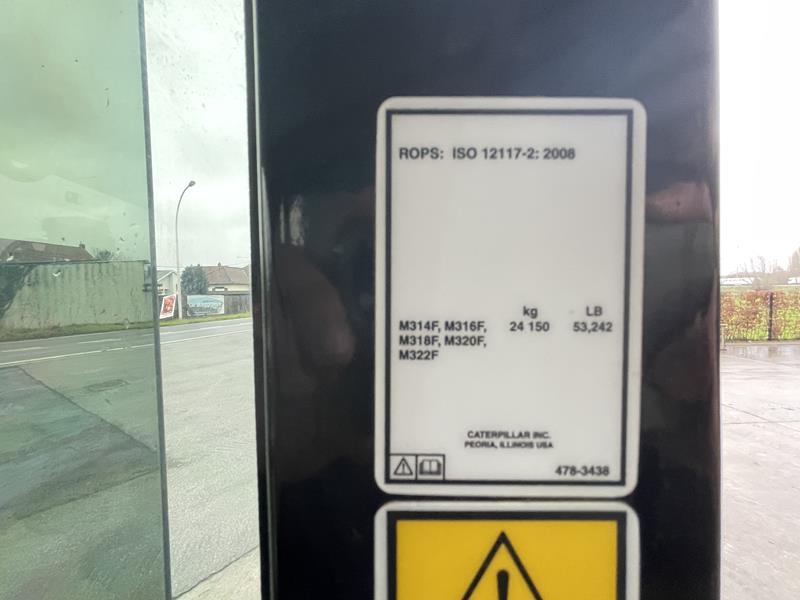 ROPS: ISO 12117-2: 2008
kg LB
M314F, M316F, 24 150 53,242
M318F, M320F,
M322F
CATERPILLAR INC.
PEORIA, ILLINOIS USA
478-3438